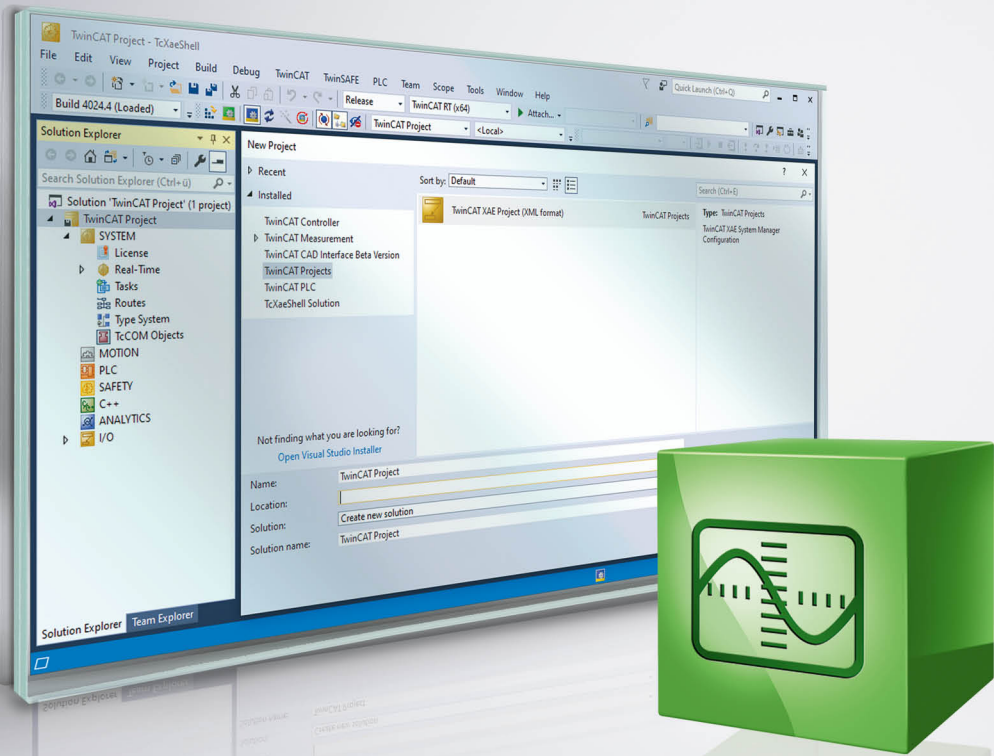 TwinCAT Project - TcXaeShell
File Edit View Project Build Debug TwinCAT TwinSAFE PLC Team Scope Tools Window Help
Quick Launch (Ctrl+Q)
Release
TwinCAT RT (x64)
Attach...
Build 4024.4 (Loaded)
TwinCAT Project
<Local>
Solution Explorer
Search Solution Explorer (Ctrl+ü)
Solution 'TwinCAT Project' (1 project)
TwinCAT Project
SYSTEM
License
Real-Time
Tasks
Routes
Type System
TcCOM Objects
MOTION
PLC
SAFETY
C++
ANALYTICS
I/O
Solution Explorer
Team Explorer
New Project
? X
Recent
Installed
TwinCAT Controller
TwinCAT Measurement
TwinCAT CAD Interface Beta Version
TwinCAT Projects
TwinCAT PLC
TcXaeShell Solution
Not finding what you are looking for?
Open Visual Studio Installer
Sort by: Default
TwinCAT XAE Project (XML format)
TwinCAT Projects
Search (Ctrl+E)
Type: TwinCAT Projects
TwinCAT XAE System Manager
Configuration
Name: TwinCAT Project
Location:
Solution: Create new solution
Solution name: TwinCAT Project